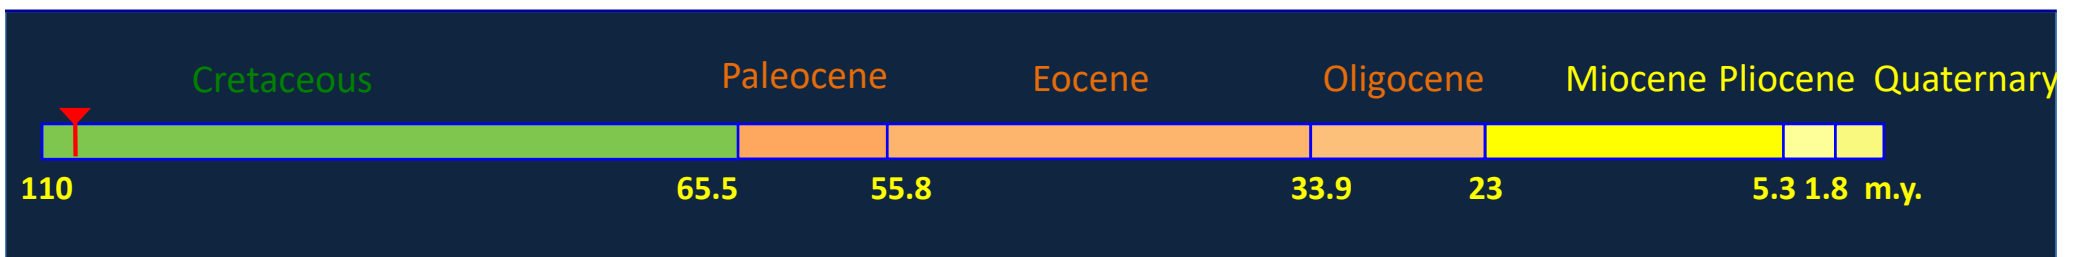 Cretaceous Paleocene Eocene Oligocene Miocene Pliocene Quaternary
110 65.5 55.8 33.9 23 5.3 1.8 m.y.